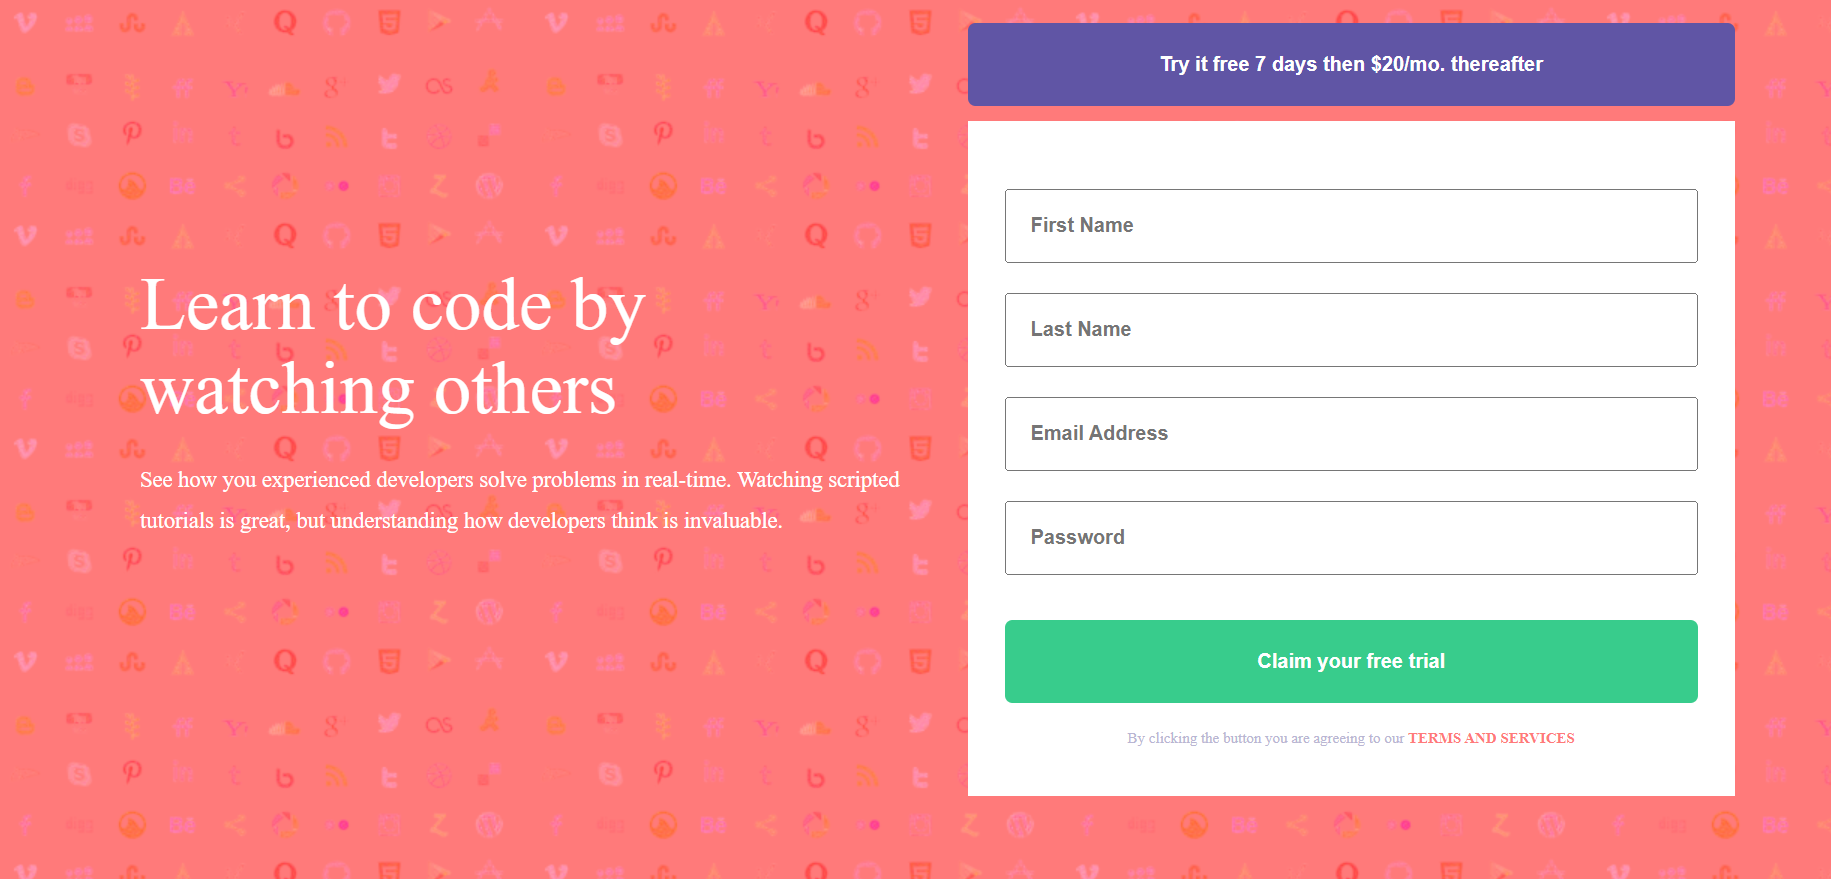 Learn to code by
watching others
See how you experienced developers solve problems in real-time. Watching scripted
tutorials is great, but understanding how developers think is invaluable.
Try it free 7 days then $20/mo. thereafter
First Name
Last Name
Email Address
Password
Claim your free trial
By clicking the button you are agreeing to our TERMS AND SERVICES